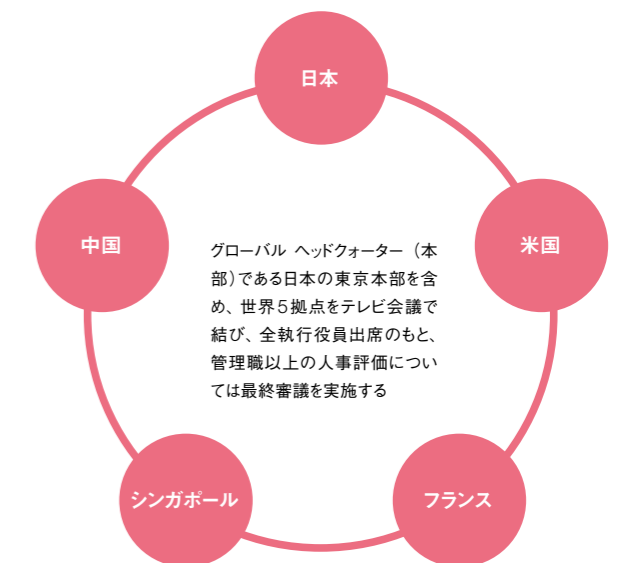 日本
中国
米国
グローバル ヘッドクォーター（本
部）である日本の東京本部を含
め、世界5拠点をテレビ会議で
結び、全執行役員出席のもと、
管理職以上の人事評価につい
ては最終審議を実施する
シンガポール
フランス